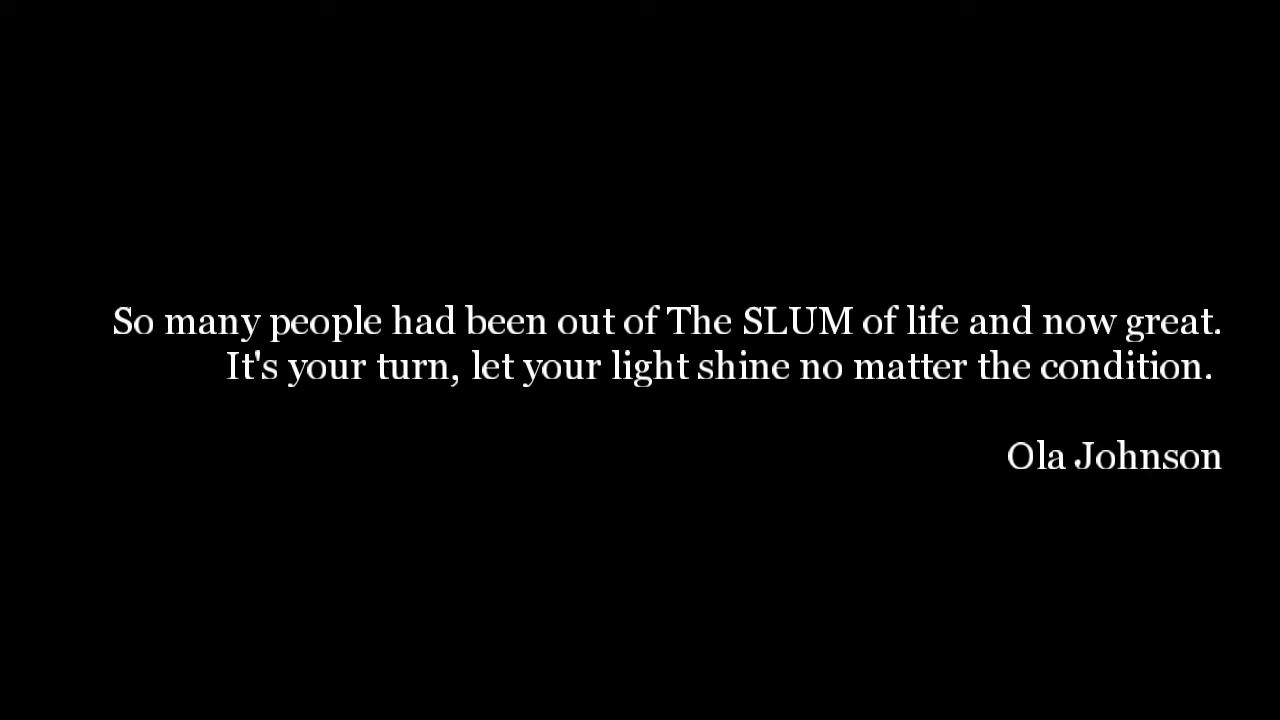 So many people had been out of The SLUM of life and now great.
It's your turn, let your light shine no matter the condition.
Ola Johnson